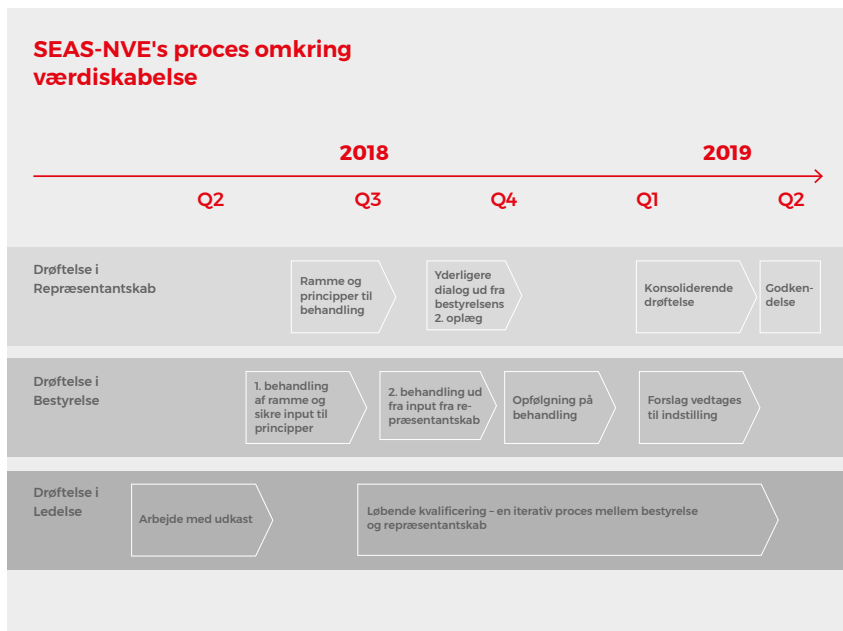 SEAS-NVE's proces omkring
værdiskabelse
2018
2019
Q2
Q3
Q4
Q1
Q2
Drøftelse i
Repræsentantskab
Ramme og
principper til
behandling
Yderligere
dialog ud fra
bestyrelsens
2. oplæg
Konsoliderende
drøftelse
Godken-
delse
Drøftelse i
Bestyrelse
1. behandling
af ramme og
sikre input til
principper
2. behandling ud
fra input fra re-
præsentantskab
Opfølgning på
behandling
Forslag vedtages
til indstilling
Drøftelse i
Ledelse
Arbejde med udkast
Løbende kvalificering – en iterativ proces mellem bestyrelse
og repræsentantskab